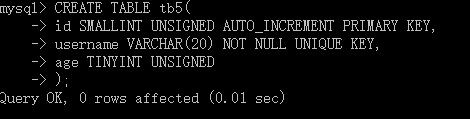 mysql> CREATE TABLE tb5(
-> id SMALLINT UNSIGNED AUTO_INCREMENT PRIMARY KEY,
-> username VARCHAR(20) NOT NULL UNIQUE KEY,
-> age TINYINT UNSIGNED
-> );
Query OK, 0 rows affected (0.01 sec)